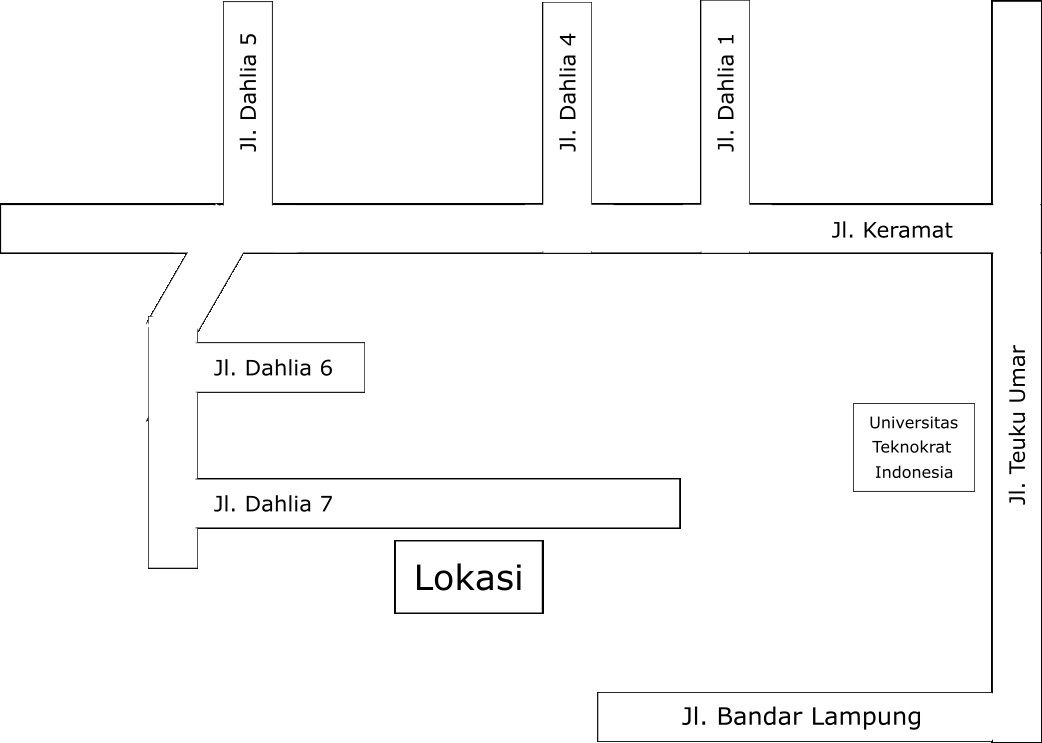 Jl. Dahlia 5
Jl. Dahlia 4
Jl. Dahlia 1
Jl. Keramat
Jl. Dahlia 6
Jl. Teuku Umar
Universitas
Teknokrat
Indonesia
Jl. Dahlia 7
Lokasi
Jl. Bandar Lampung